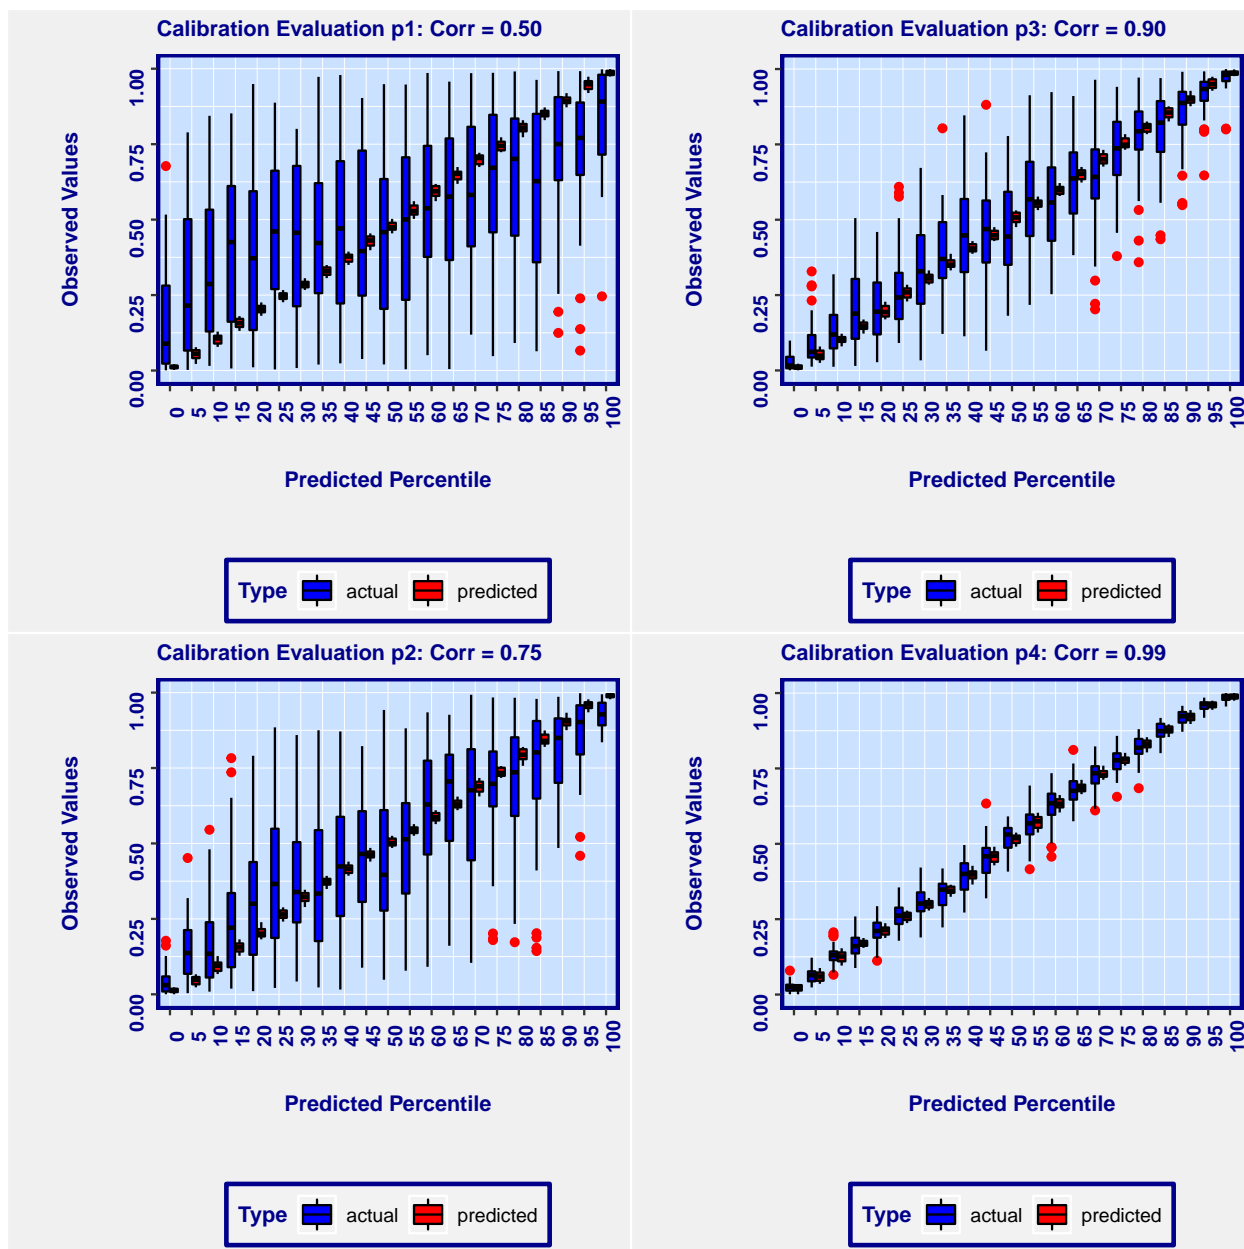 Calibration Evaluation p1: Corr = 0.50
Observed Values
1.00
0.75
0.50
0.25
0.00
0 5 10 15 20 25 30 35 40 45 50 55 60 65 70 75 80 85 90 95 100
Predicted Percentile
Type actual predicted
Calibration Evaluation p3: Corr = 0.90
Observed Values
1.00
0.75
0.50
0.25
0.00
0 5 10 15 20 25 30 35 40 45 50 55 60 65 70 75 80 85 90 95 100
Predicted Percentile
Type actual predicted
Calibration Evaluation p2: Corr = 0.75
Observed Values
1.00
0.75
0.50
0.25
0.00
0 5 10 15 20 25 30 35 40 45 50 55 60 65 70 75 80 85 90 95 100
Predicted Percentile
Type actual predicted
Calibration Evaluation p4: Corr = 0.99
Observed Values
1.00
0.75
0.50
0.25
0.00
0 5 10 15 20 25 30 35 40 45 50 55 60 65 70 75 80 85 90 95 100
Predicted Percentile
Type actual predicted